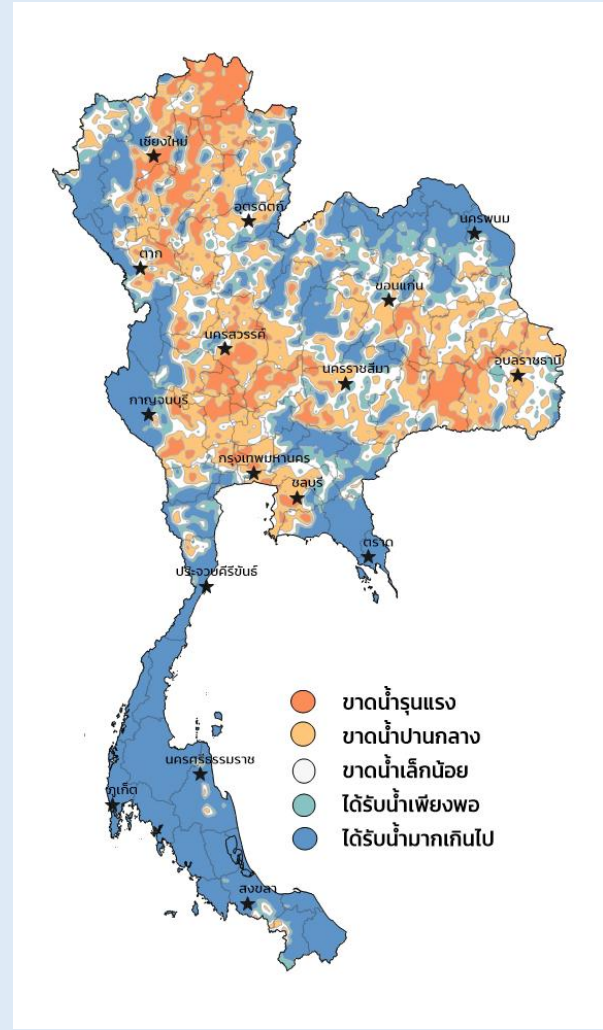 เชียงใหม่
อุตรดิตถ์
นครพนม
ตาก
ขอนแก่น
นครสวรรค์
นครราชสีมา
อุบลราชธานี
กาญจนบุรี
กรุงเทพมหานคร
ชลบุรี
ตราด
ประจวบคีรีขันธ์
ขาดน้ำรุนแรง
ขาดน้ำปานกลาง
ขาดน้ำเล็กน้อย
ได้รับน้ำเพียงพอ
ได้รับน้ำมากเกินไป
นครศรีธรรมราช
ภูเก็ต
สงขลา